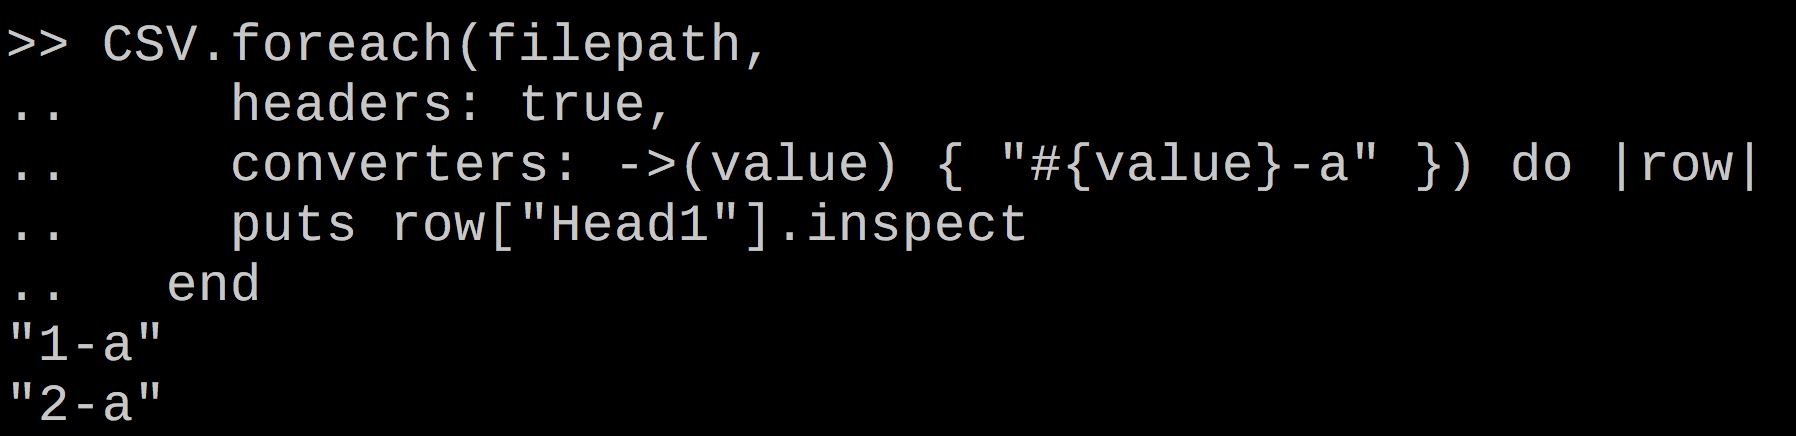 >> CSV.foreach(filepath,
..     headers: true,
..     converters: ->(value) { "#{value}-a" }) do |row|
..     puts row["Head1"].inspect
..   end
"1-a"
"2-a"